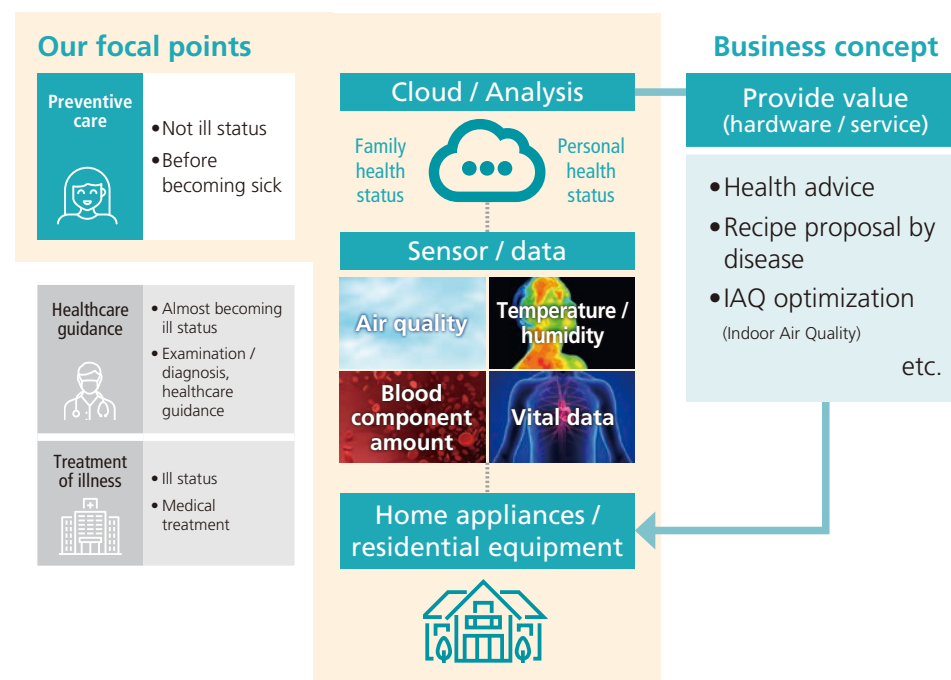 Our focal points
Preventive
care
•Not ill status
•Before
becoming sick
Healthcare
guidance
• Almost becoming
ill status
• Examination /
diagnosis,
healthcare
guidance
Treatment
of illness
• Ill status
• Medical
treatment
Cloud / Analysis
Family
health
status
Personal
health
status
Sensor / data
Air quality
Temperature /
humidity
Blood
component
amount
Vital data
Home appliances /
residential equipment
Business concept
Provide value
(hardware / service)
•Health advice
•Recipe proposal by
disease
•IAQ optimization
(Indoor Air Quality)
etc.